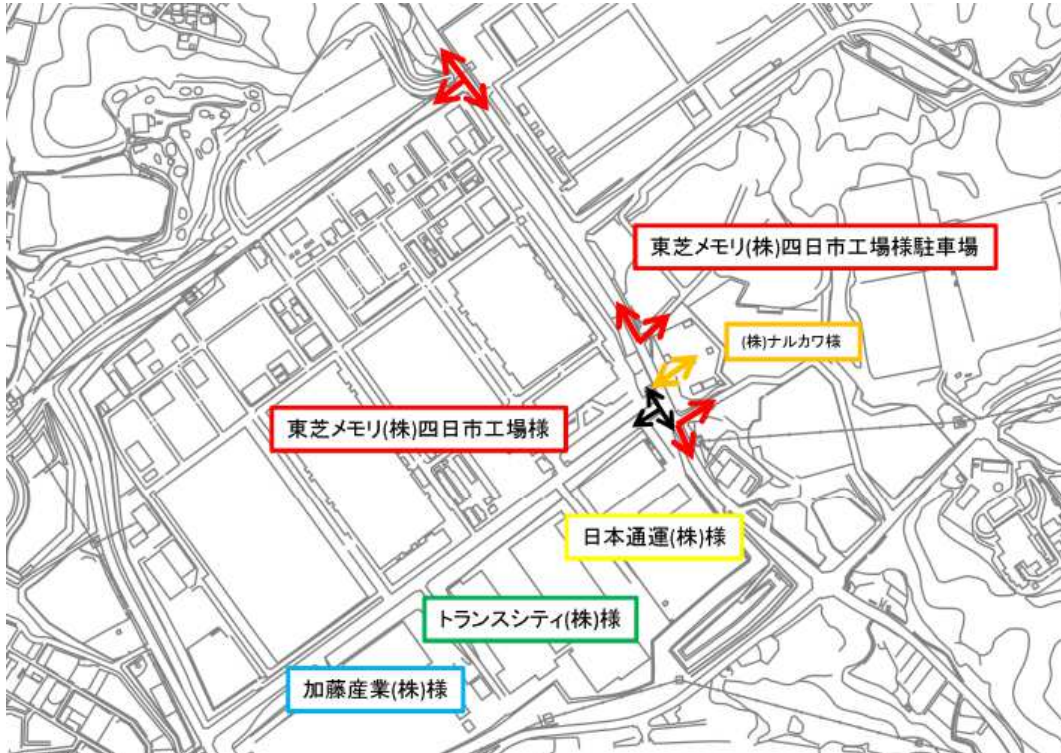 東芝メモリ(株)四日市工場様駐車場
(株)ナルカワ様
東芝メモリ(株)四日市工場様
日本通運(株)様
トランスシティ(株)様
加藤産業(株)様